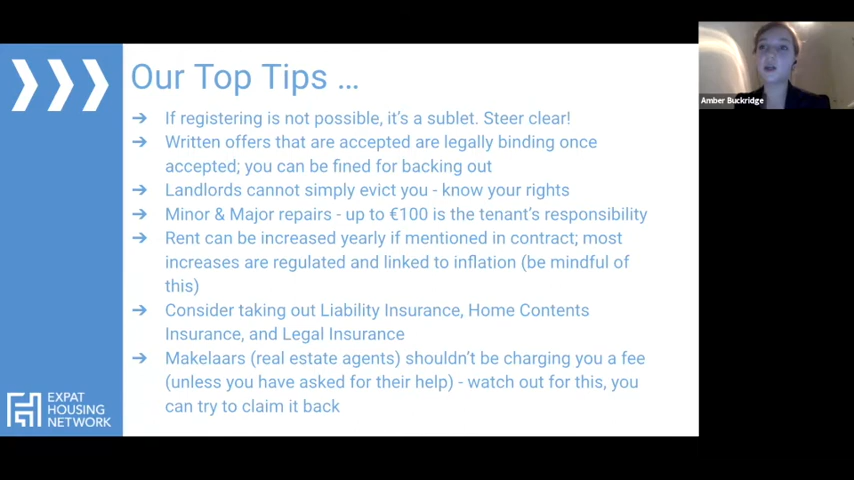 Our Top Tips ...
➔ If registering is not possible, it's a sublet. Steer clear!
➔ Written offers that are accepted are legally binding once
accepted; you can be fined for backing out
➔ Landlords cannot simply evict you - know your rights
➔ Minor & Major repairs - up to €100 is the tenant's responsibility
➔ Rent can be increased yearly if mentioned in contract; most
increases are regulated and linked to inflation (be mindful of
this)
➔ Consider taking out Liability Insurance, Home Contents
Insurance, and Legal Insurance
➔ Makelaars (real estate agents) shouldn't be charging you a fee
(unless you have asked for their help) - watch out for this, you
can try to claim it back
EXPAT
HOUSING
NETWORK
Amber Buckridge